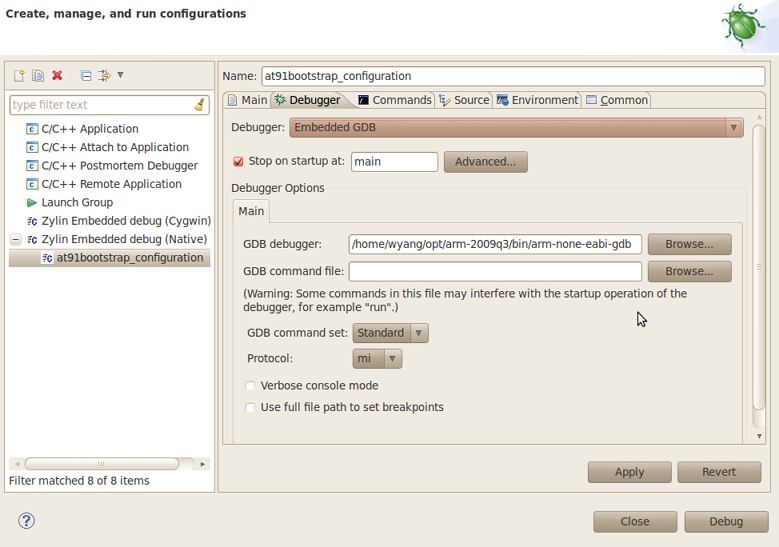 Create, manage, and run configurations
type filter text
C/C++ Application
C/C++ Attach to Application
C/C++ Postmortem Debugger
C/C++ Remote Application
Launch Group
Zylin Embedded debug (Cygwin)
Zylin Embedded debug (Native)
at91bootstrap_configuration
Filter matched 8 of 8 items
Name: at91bootstrap_configuration
Main Debugger Commands Source Environment Common
Debugger: Embedded GDB
Stop on startup at: main Advanced...
Debugger Options
Main
GDB debugger: /home/wyang/opt/arm-2009q3/bin/arm-none-eabi-gdb Browse...
GDB command file: Browse...
(Warning: Some commands in this file may interfere with the startup operation of the
debugger, for example "run".)
GDB command set: Standard
Protocol: mi
Verbose console mode
Use full file path to set breakpoints
Apply Revert
Close Debug